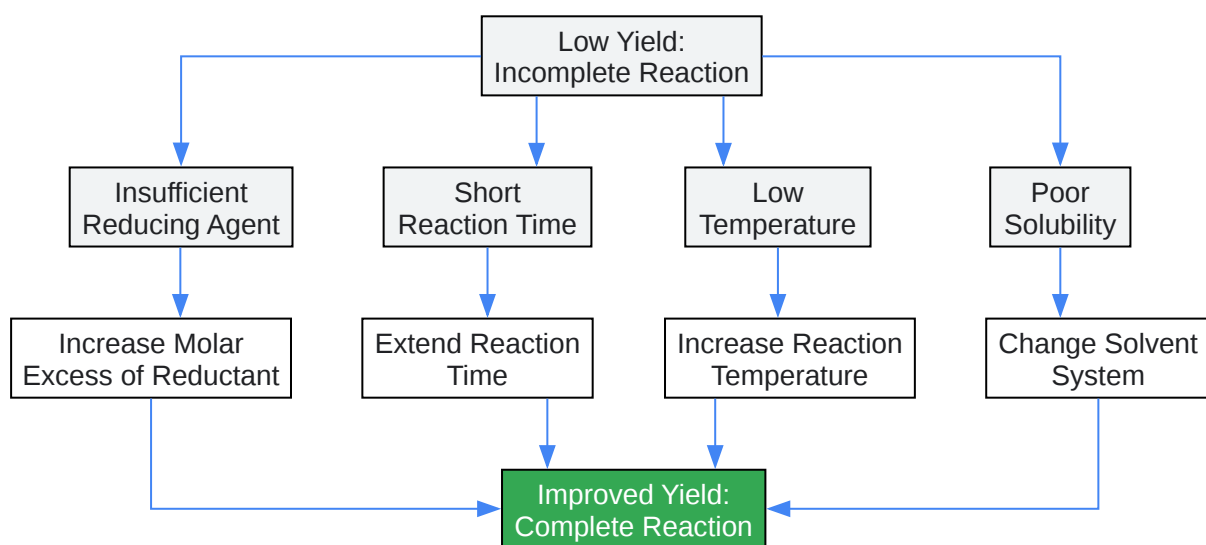 Low Yield:
Incomplete Reaction
Insufficient
Reducing Agent
Short
Reaction Time
Low
Temperature
Poor
Solubility
Increase Molar
Excess of Reductant
Extend Reaction
Time
Increase Reaction
Temperature
Change Solvent
System
Improved Yield:
Complete Reaction